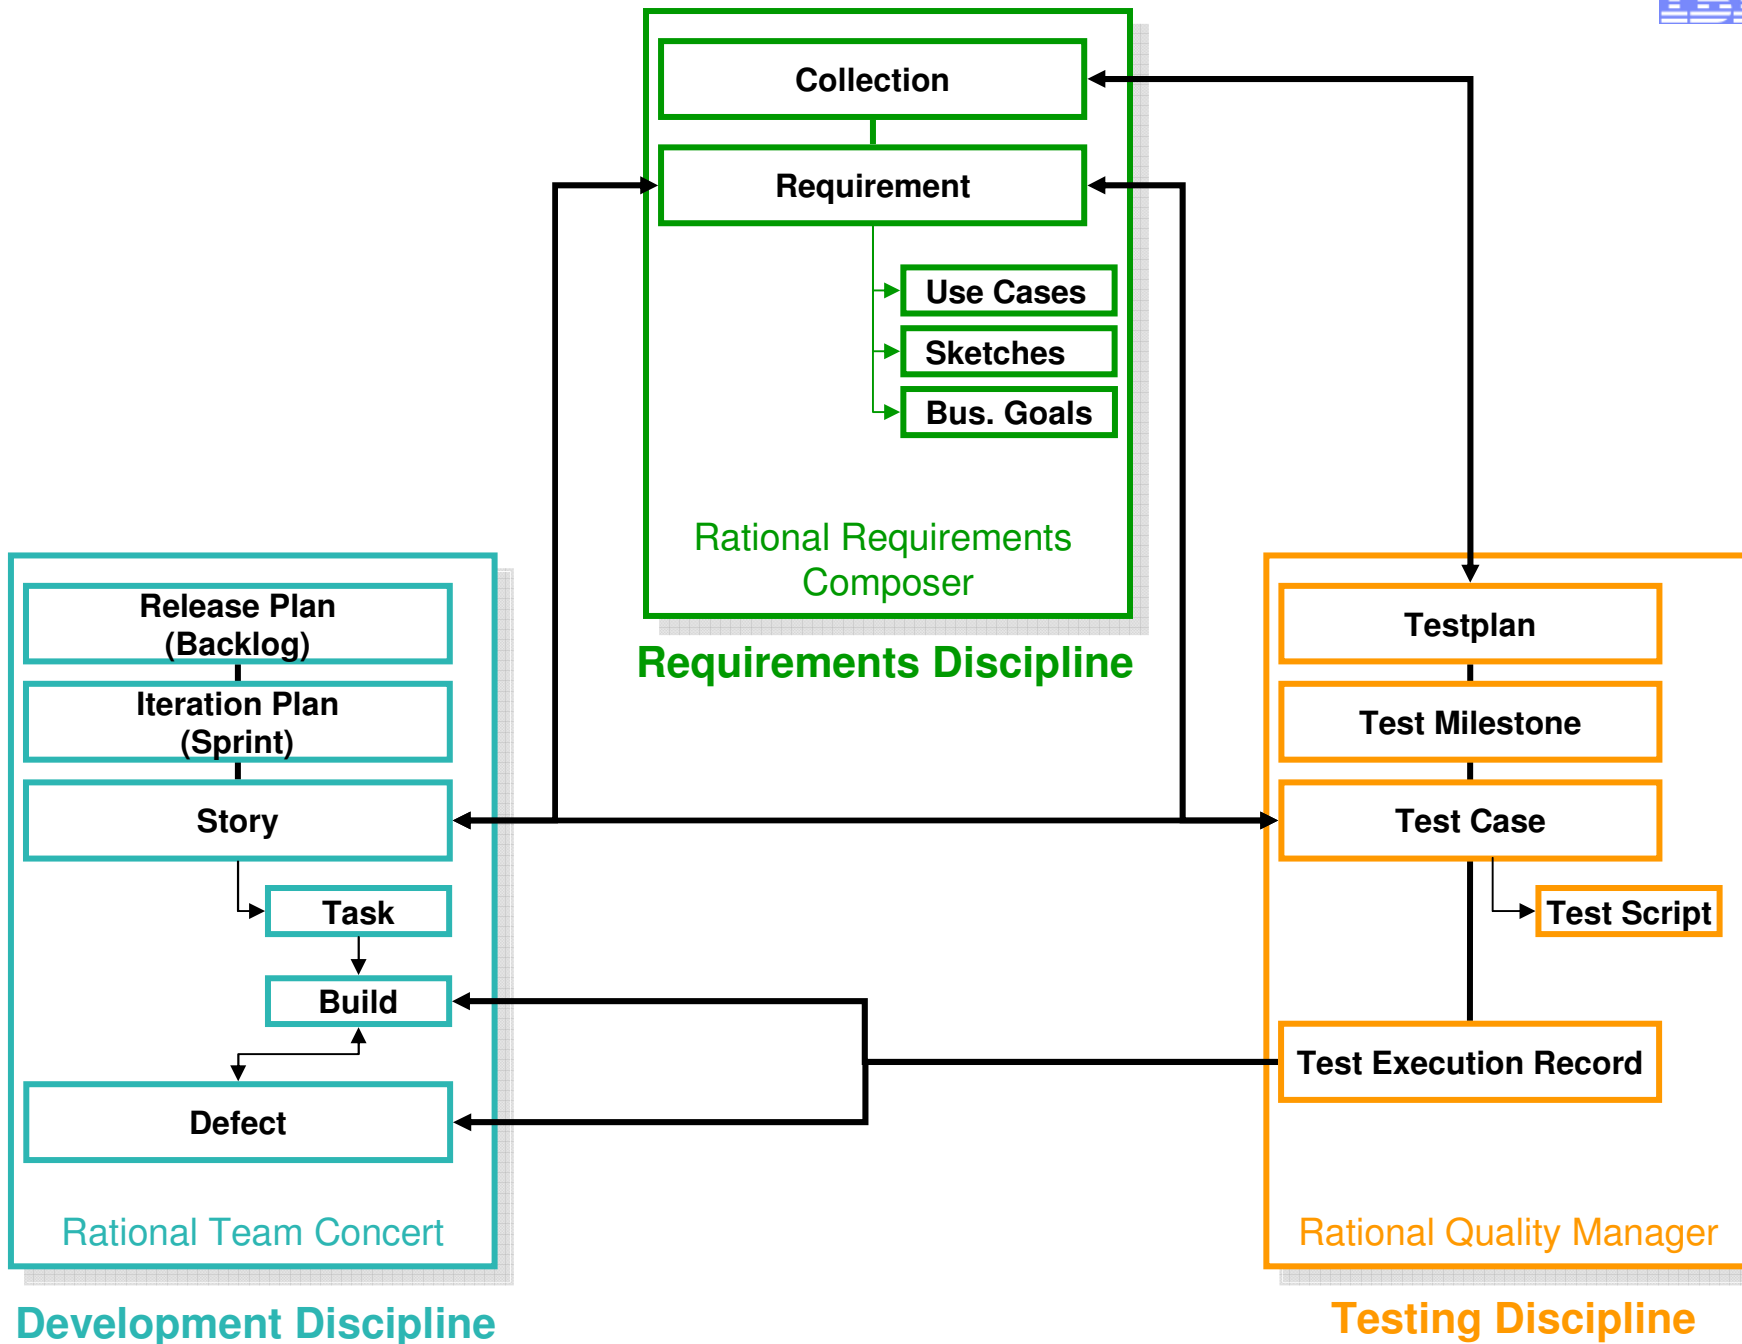 Collection
Requirement
Use Cases
Sketches
Bus. Goals
Rational Requirements
Composer
Requirements Discipline
Release Plan
(Backlog)
Iteration Plan
(Sprint)
Story
Task
Build
Defect
Rational Team Concert
Development Discipline
Testplan
Test Milestone
Test Case
Test Script
Test Execution Record
Rational Quality Manager
Testing Discipline